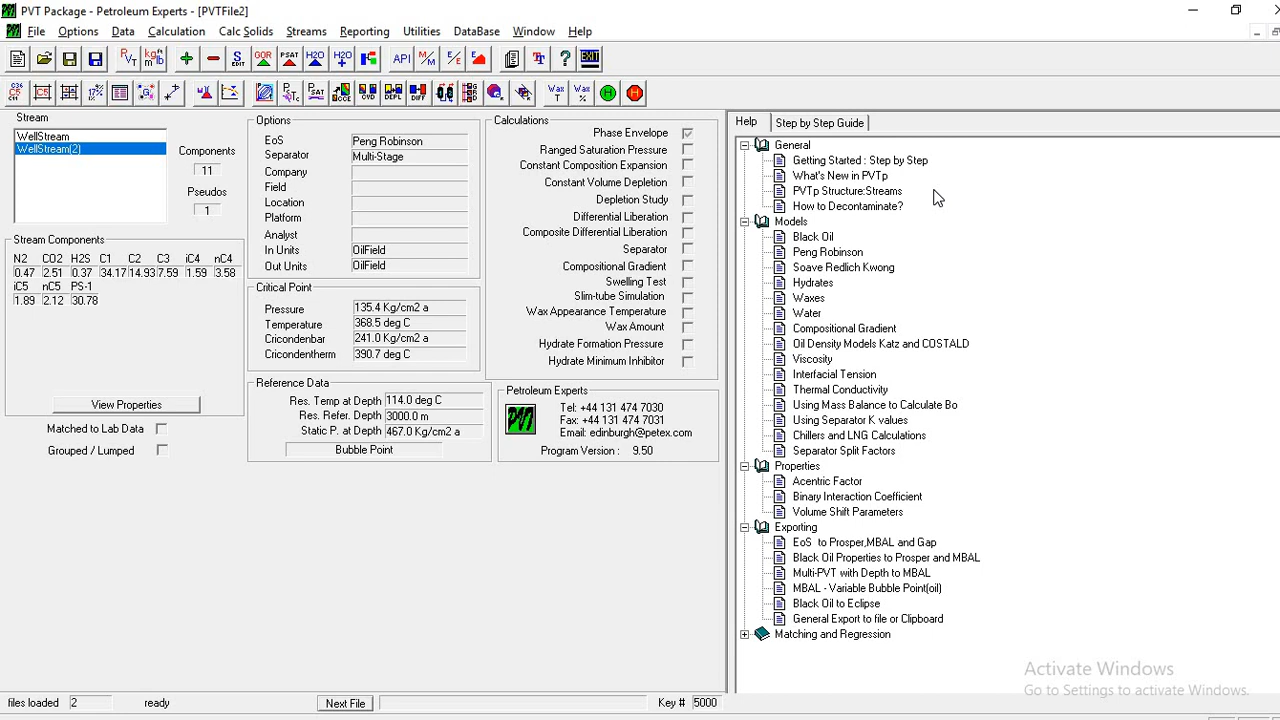 PVT Package - Petroleum Experts - [PVTFile2]
File Options Data Calculation Calc Solids Streams Reporting Utilities DataBase Window Help
Stream
WellStream
WellStream(2)
Components
11
Pseudos
1
Stream Components
N2 CO2 H2S C1 C2 C3 iC4 nC4
0.47 2.51 0.37 34.17 14.93 7.59 1.59 3.58
iC5 nC5 PS-1
1.89 2.12 30.78
View Properties
Matched to Lab Data
Grouped / Lumped
Options
EoS Peng Robinson
Separator Multi-Stage
Company
Field
Location
Platform
Analyst
In Units OilField
Out Units OilField
Critical Point
Pressure 135.4 Kg/cm2 a
Temperature 368.5 deg C
Cricondenbar 241.0 Kg/cm2 a
Cricondentherm 390.7 deg C
Reference Data
Res. Temp at Depth 114.0 deg C
Res. Refer. Depth 3000.0 m
Static P. at Depth 467.0 Kg/cm2 a
Bubble Point
Calculations
Phase Envelope
Ranged Saturation Pressure
Constant Composition Expansion
Constant Volume Depletion
Depletion Study
Differential Liberation
Composite Differential Liberation
Separator
Compositional Gradient
Swelling Test
Slim-tube Simulation
Wax Appearance Temperature
Wax Amount
Hydrate Formation Pressure
Hydrate Minimum Inhibitor
Petroleum Experts
Tel: +44 131 474 7030
Fax: +44 131 474 7031
Email: edinburgh@petex.com
Program Version : 9.50
Help Step by Step Guide
General
Getting Started : Step by Step
What's New in PVTp
PVTp Structure:Streams
How to Decontaminate?
Models
Black Oil
Peng Robinson
Soave Redlich Kwong
Hydrates
Waxes
Water
Compositional Gradient
Oil Density Models Katz and COSTALD
Viscosity
Interfacial Tension
Thermal Conductivity
Using Mass Balance to Calculate Bo
Using Separator K values
Chillers and LNG Calculations
Separator Split Factors
Properties
Acentric Factor
Binary Interaction Coefficient
Volume Shift Parameters
Exporting
EoS to Prosper,MBAL and Gap
Black Oil Properties to Prosper and MBAL
Multi-PVT with Depth to MBAL
MBAL - Variable Bubble Point(oil)
Black Oil to Eclipse
General Export to file or Clipboard
Matching and Regression
Activate Windows
Go to Settings to activate Windows.
files loaded 2 ready Next File Key # 5000